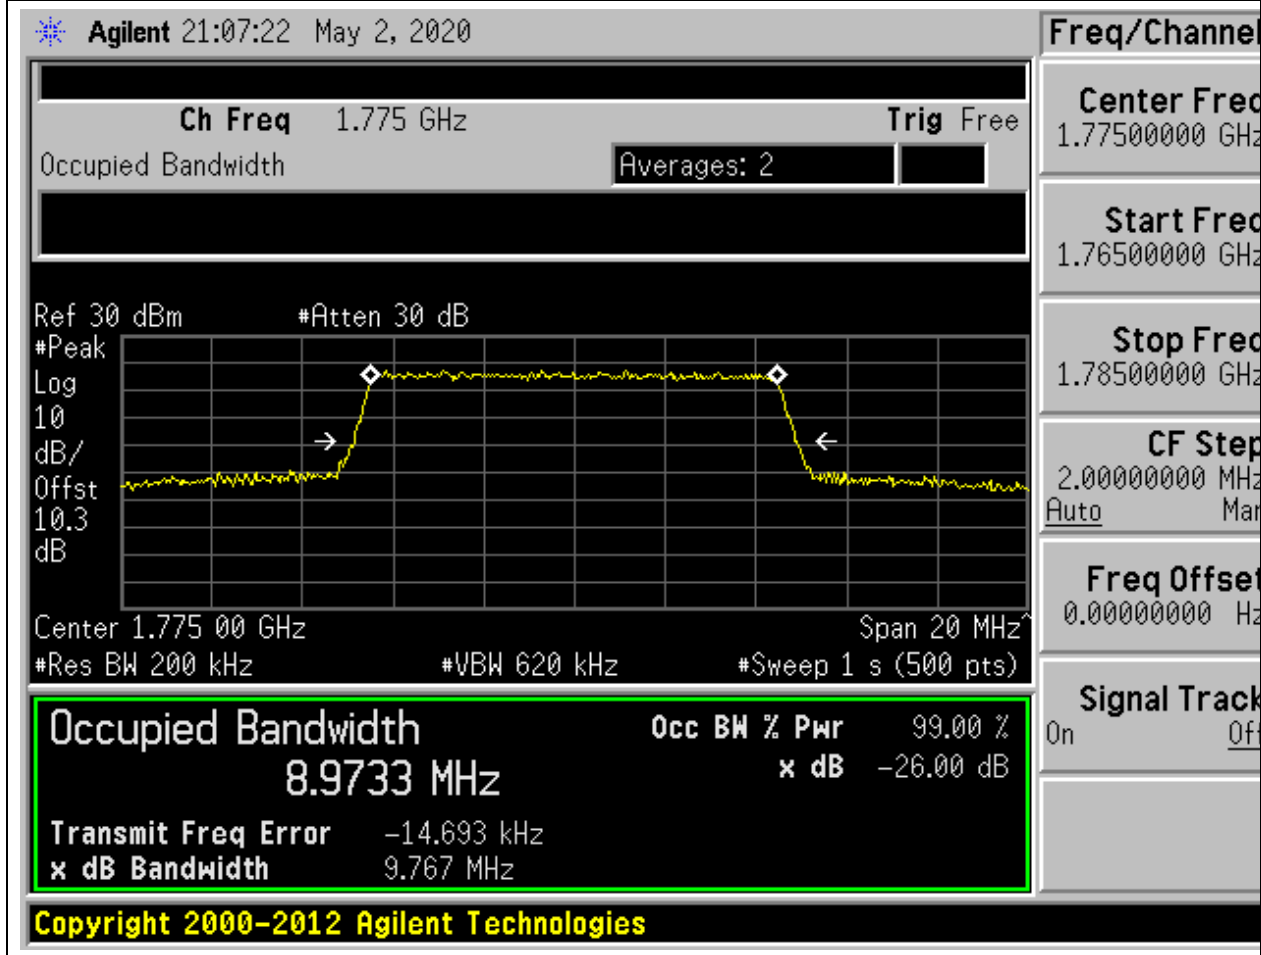 Agilent 21:07:22 May 2, 2020
Ch Freq 1.775 GHz Trig Free
Occupied Bandwidth Averages: 2
Ref 30 dBm #Atten 30 dB
#Peak
Log
10
dB/
Offst
10.3
dB
Center 1.775 00 GHz Span 20 MHz^
#Res BW 200 kHz #VBW 620 kHz #Sweep 1 s (500 pts)
Occupied Bandwidth Occ BW % Pwr 99.00 %
8.9733 MHz x dB -26.00 dB
Transmit Freq Error -14.693 kHz
x dB Bandwidth 9.767 MHz
Copyright 2000-2012 Agilent Technologies
Freq/Channel
Center Freq
1.77500000 GHz
Start Freq
1.76500000 GHz
Stop Freq
1.78500000 GHz
CF Step
2.00000000 MHz
Auto Man
Freq Offset
0.00000000 Hz
Signal Track
On Off